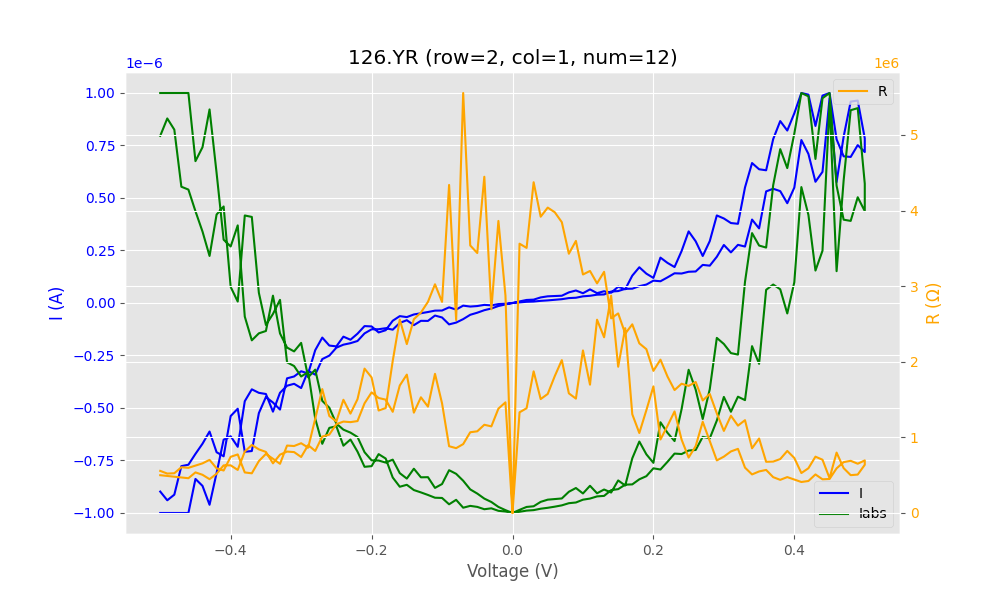 126.YR (row=2, col=1, num=12)
1e−6
1e6
R
1.00
0.75
0.50
0.25
0.00
−0.25
−0.50
−0.75
−1.00
I (A)
5
4
3
2
1
0
R (Ω)
I
Iabs
−0.4
−0.2
0.0
0.2
0.4
Voltage (V)